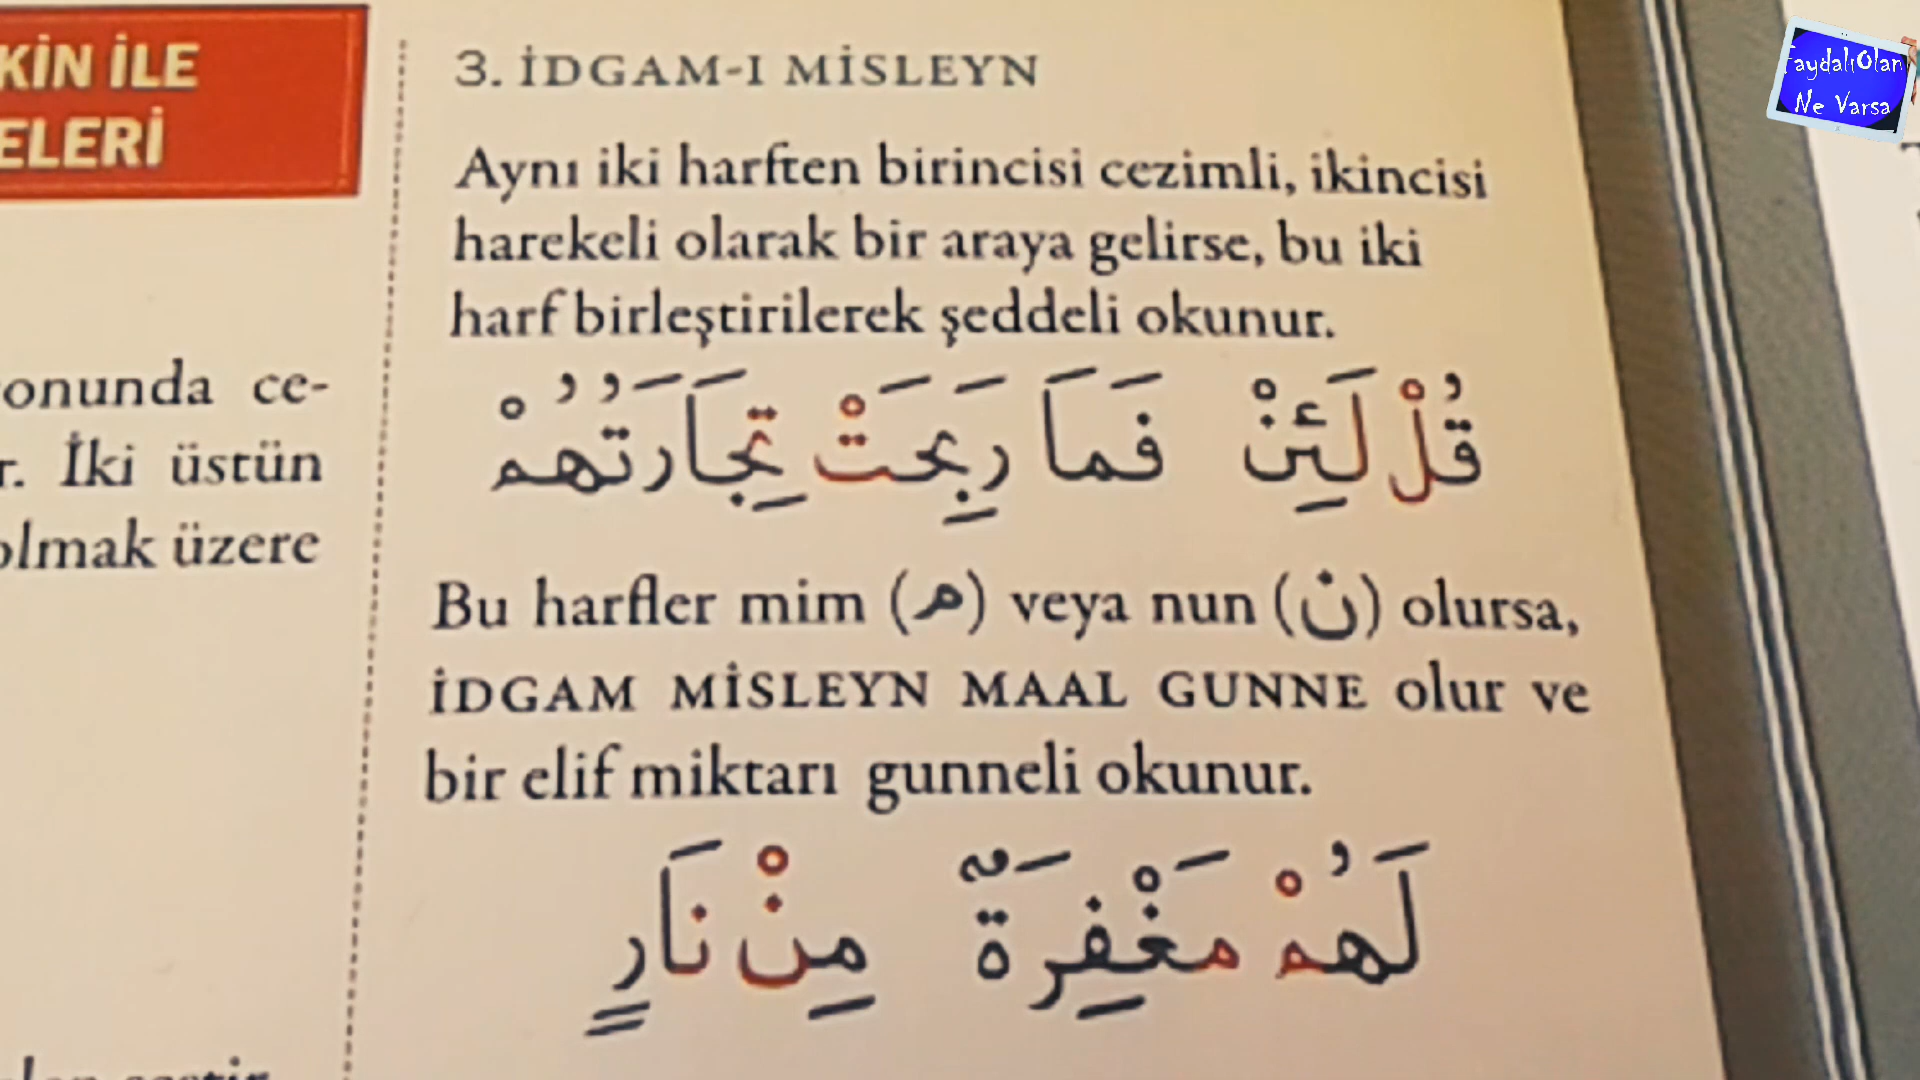 KİN İLE
ELERİ
onunda ce-
r. İki üstün
olmak üzere
3. İDGAM-I MİSLEYN
Aynı iki harften birincisi cezimli, ikincisi
harekeli olarak bir araya gelirse, bu iki
harf birleştirilerek şeddeli okunur.
قُلْ لَئِنْ فَمَا رَبِحَتْ تِجَارَتُهُمْ
Bu harfler mim (م) veya nun (ن) olursa,
İDGAM MİSLEYN MAAL GUNNE olur ve
bir elif miktarı gunneli okunur.
لَهُمْ مَغْفِرَةٌ مِنْ نَارٍ
FaydalıOlan
Ne Varsa